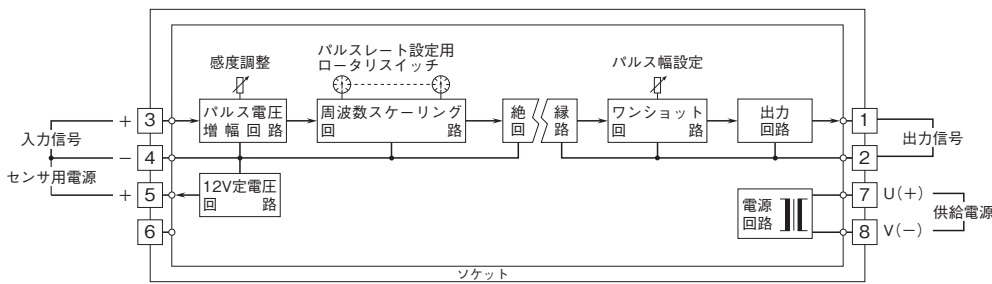 パルスレート設定用
ロータリスイッチ
感度調整
パルス幅設定
入力信号
センサ用電源
+ 3
− 4
+ 5
6
パルス電圧
増幅回路
周波数スケーリング
回路
絶縁
回路
ワンショット
回路
出力
回路
12V定電圧
回路
電源
回路
1
2
出力信号
7 U(+)
8 V(−)
供給電源
ソケット